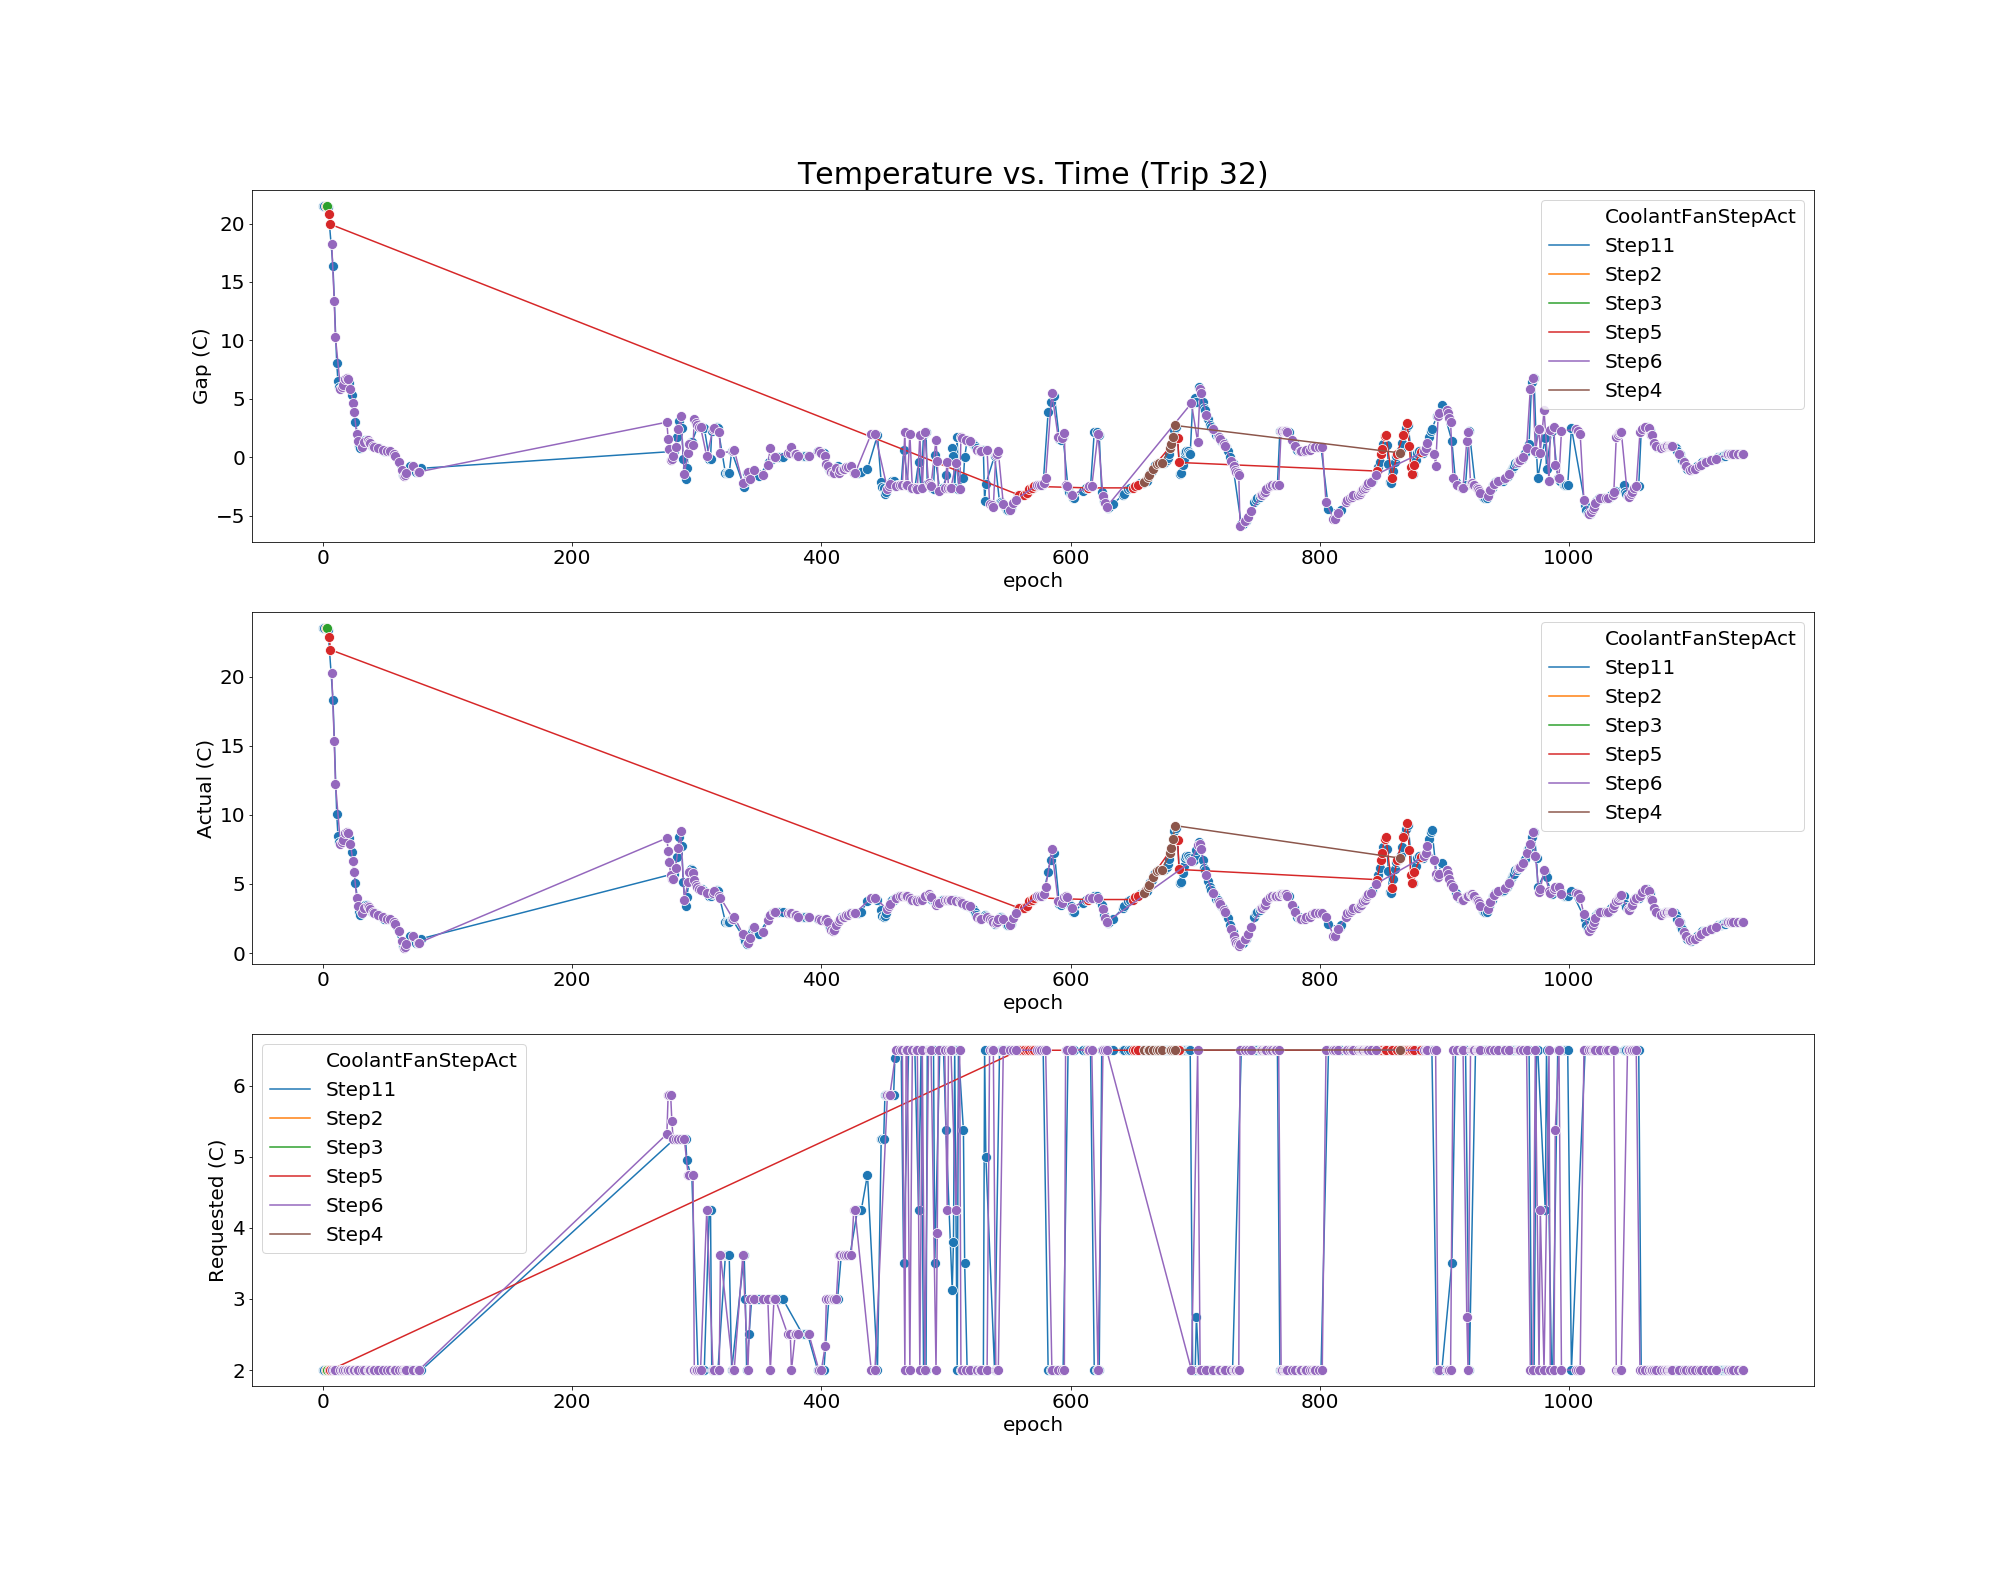 Temperature vs. Time (Trip 32)
Gap (C)
20
15
10
5
0
−5
0 200 400 600 800 1000
epoch
CoolantFanStepAct
Step11
Step2
Step3
Step5
Step6
Step4
Actual (C)
20
15
10
5
0
0 200 400 600 800 1000
epoch
CoolantFanStepAct
Step11
Step2
Step3
Step5
Step6
Step4
Requested (C)
6
5
4
3
2
0 200 400 600 800 1000
epoch
CoolantFanStepAct
Step11
Step2
Step3
Step5
Step6
Step4